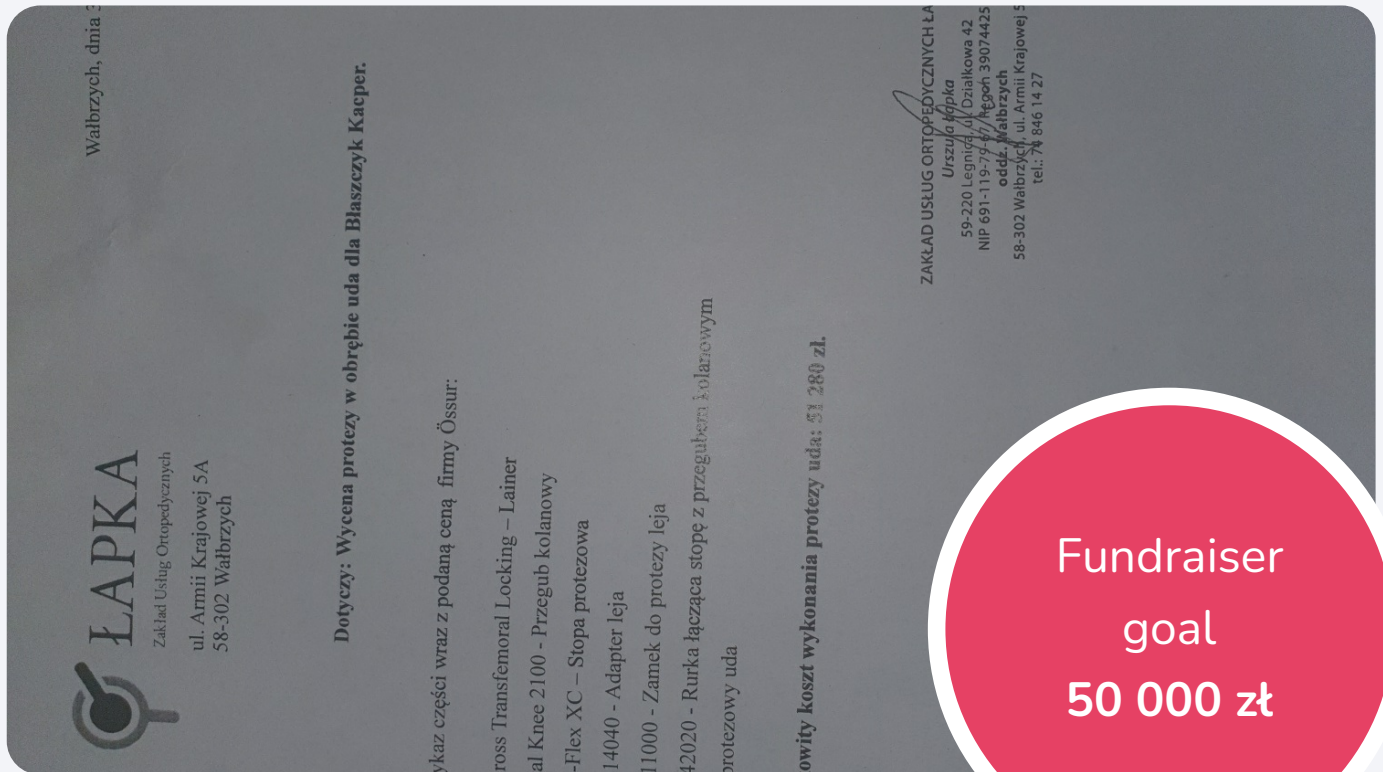 Wałbrzych, dnia
ŁAPKA
Zakład Usług Ortopedycznych
ul. Armii Krajowej 5A
58-302 Wałbrzych
Dotyczy: Wycena protezy w obrębie uda dla Błaszczyk Kacper.
ykaz części wraz z podaną ceną firmy Össur:
ross Transfemoral Locking – Lainer
al Knee 2100 - Przegub kolanowy
-Flex XC – Stopa protezowa
14040 - Adapter leja
11000 - Zamek do protezy leja
42020 - Rurka łącząca stopę z przegubem kolanowym
protezowy uda
owity koszt wykonania protezy uda: 51 280 zł.
ZAKŁAD USŁUG ORTOPEDYCZNYCH ŁA
Urszula Łapka
59-220 Legnica, ul. Działkowa 42
NIP 691-119-79-67, Regon 39074425
oddz. Wałbrzych
58-302 Wałbrzych, ul. Armii Krajowej 5
tel.: 74 846 14 27
Fundraiser
goal
50 000 zł